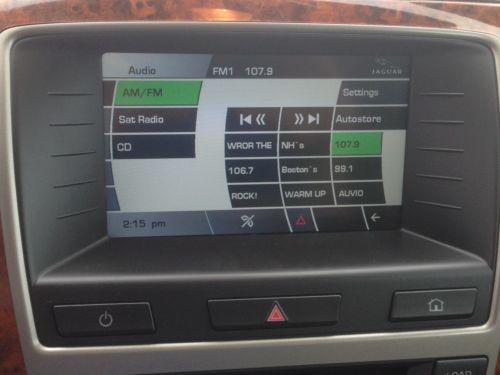 Audio FM1 107.9 JAGUAR
AM/FM Settings
Sat Radio Autostore
CD WROR THE NH`s 107.9
106.7 Boston`s 99.1
ROCK! WARM UP AUVIO
2:15 pm
LOAD